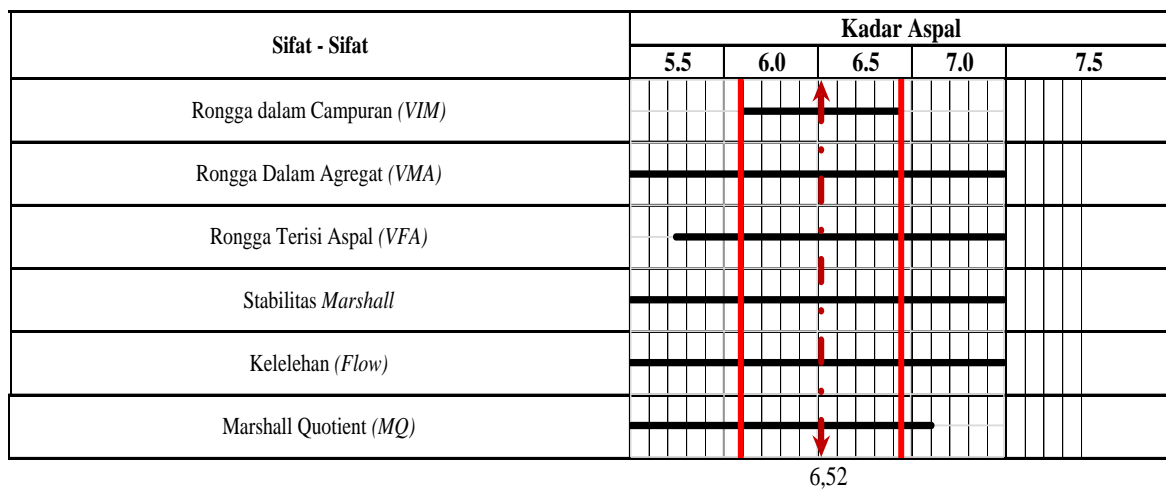 Sifat - Sifat
Kadar Aspal
5.5 6.0 6.5 7.0 7.5
Rongga dalam Campuran (VIM)
Rongga Dalam Agregat (VMA)
Rongga Terisi Aspal (VFA)
Stabilitas Marshall
Kelelehan (Flow)
Marshall Quotient (MQ)
6,52